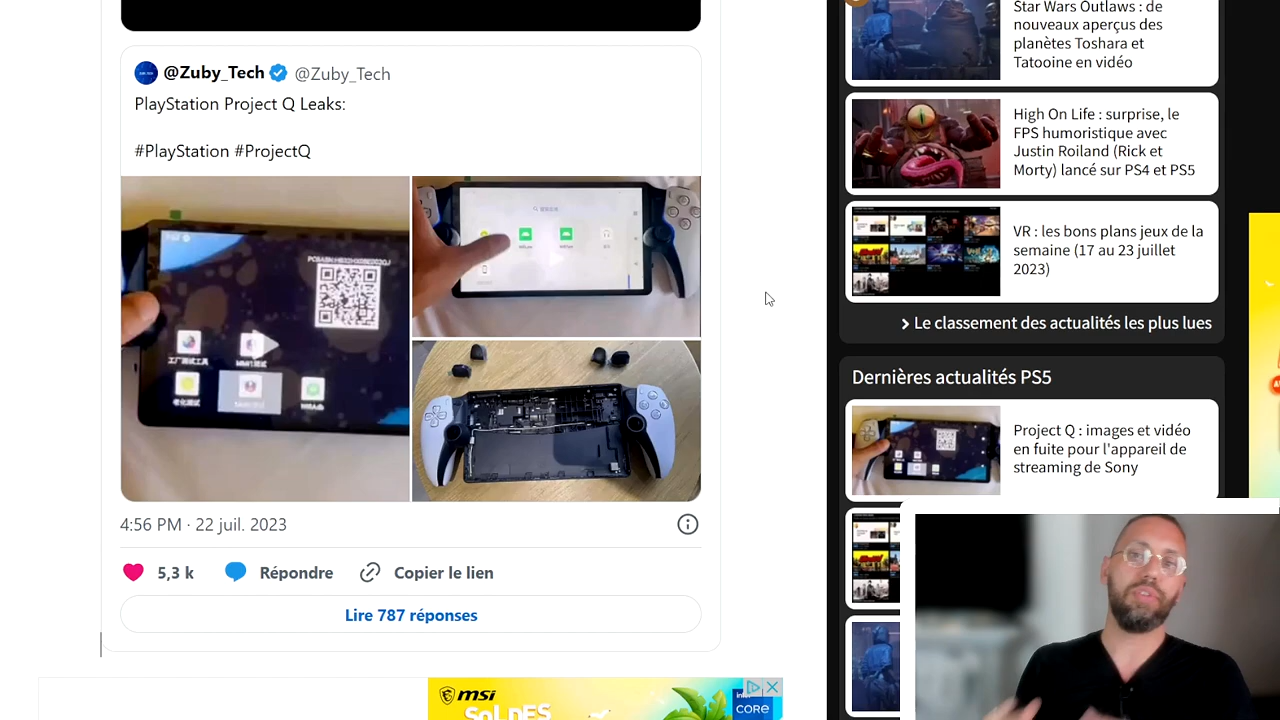 @Zuby_Tech @Zuby_Tech
PlayStation Project Q Leaks:
#PlayStation #ProjectQ
4:56 PM · 22 juil. 2023
5,3 k Répondre Copier le lien
Lire 787 réponses
msi
SOLDES
intel
CORE
Star Wars Outlaws : de
nouveaux aperçus des
planètes Toshara et
Tatooine en vidéo
High On Life : surprise, le
FPS humoristique avec
Justin Roiland (Rick et
Morty) lancé sur PS4 et PS5
VR : les bons plans jeux de la
semaine (17 au 23 juillet
2023)
Le classement des actualités les plus lues
Dernières actualités PS5
Project Q : images et vidéo
en fuite pour l'appareil de
streaming de Sony